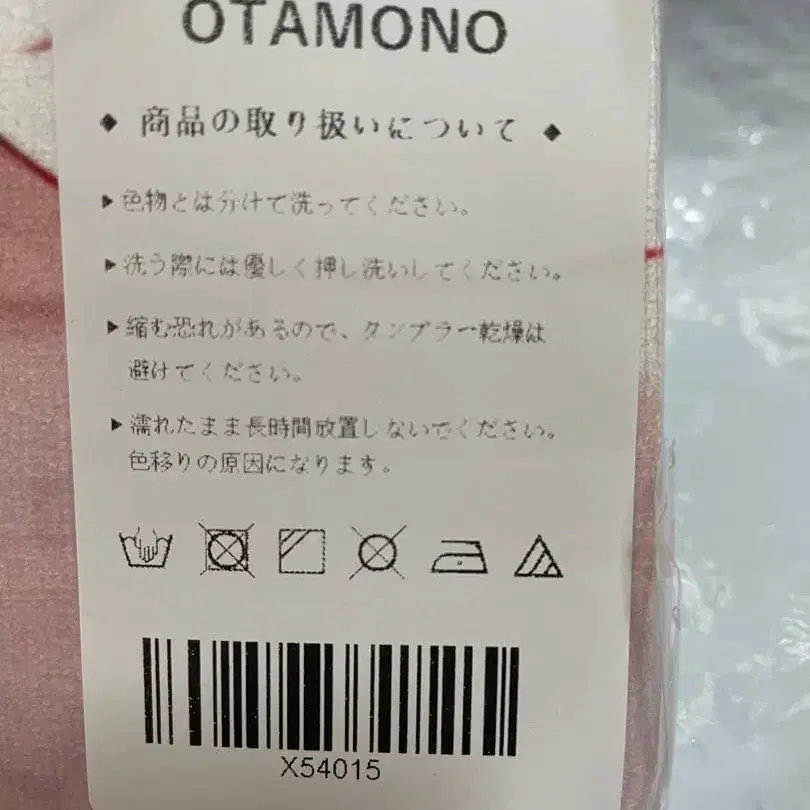 OTAMONO
◆ 商品の取り扱いについて ◆
▶色物とは分けて洗ってください。
▶洗う際には優しく押し洗いしてください。
▶縮む恐れがあるので、タンブラー乾燥は
避けてください。
▶濡れたまま長時間放置しないでください。
色移りの原因になります。
X54015